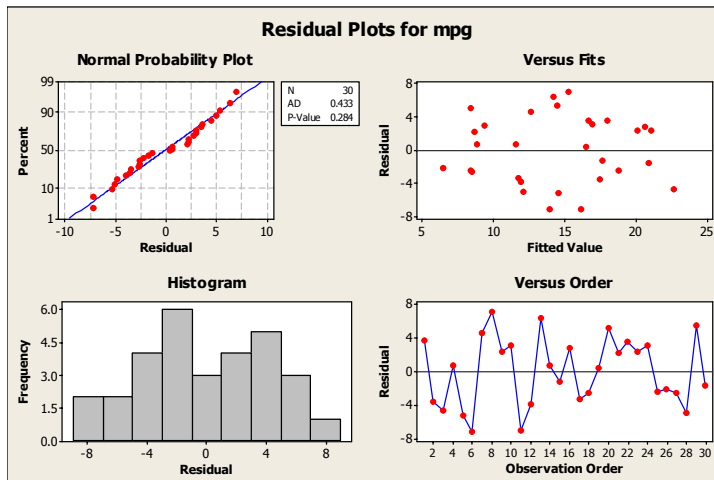 Residual Plots for mpg
Normal Probability Plot
99
90
50
10
1
Percent
-10 -5 0 5 10
Residual
N 30
AD 0.433
P-Value 0.284
Versus Fits
8
4
0
-4
-8
Residual
5 10 15 20 25
Fitted Value
Histogram
6.0
4.5
3.0
1.5
0.0
Frequency
-8 -4 0 4 8
Residual
Versus Order
8
4
0
-4
-8
Residual
2 4 6 8 10 12 14 16 18 20 22 24 26 28 30
Observation Order